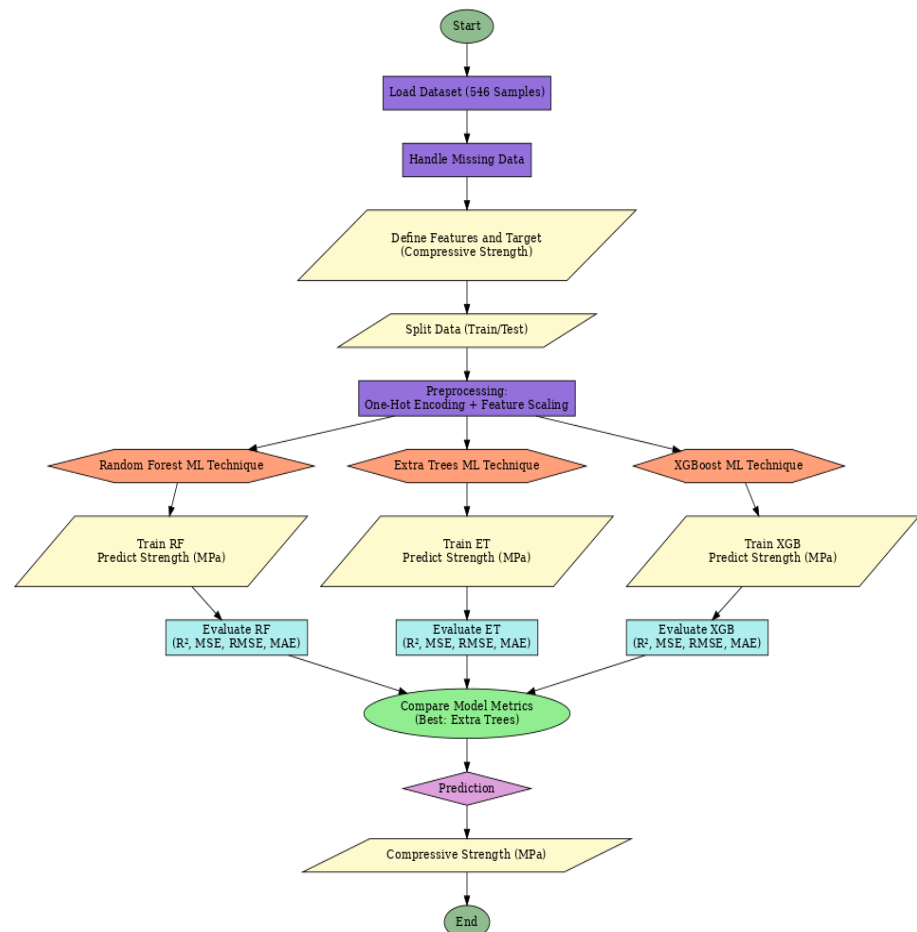 Start
Load Dataset (546 Samples)
Handle Missing Data
Define Features and Target
(Compressive Strength)
Split Data (Train/Test)
Preprocessing:
One-Hot Encoding + Feature Scaling
Random Forest ML Technique
Extra Trees ML Technique
XGBoost ML Technique
Train RF
Predict Strength (MPa)
Train ET
Predict Strength (MPa)
Train XGB
Predict Strength (MPa)
Evaluate RF
(R², MSE, RMSE, MAE)
Evaluate ET
(R², MSE, RMSE, MAE)
Evaluate XGB
(R², MSE, RMSE, MAE)
Compare Model Metrics
(Best: Extra Trees)
Prediction
Compressive Strength (MPa)
End